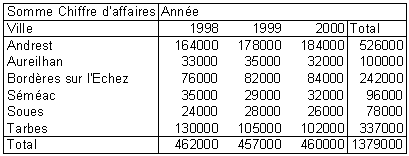 Somme Chiffre d'affaires Année
Ville 1998 1999 2000 Total
Andrest 164000 178000 184000 526000
Aureilhan 33000 35000 32000 100000
Bordères sur l'Echez 76000 82000 84000 242000
Séméac 35000 29000 32000 96000
Soues 24000 28000 26000 78000
Tarbes 130000 105000 102000 337000
Total 462000 457000 460000 1379000